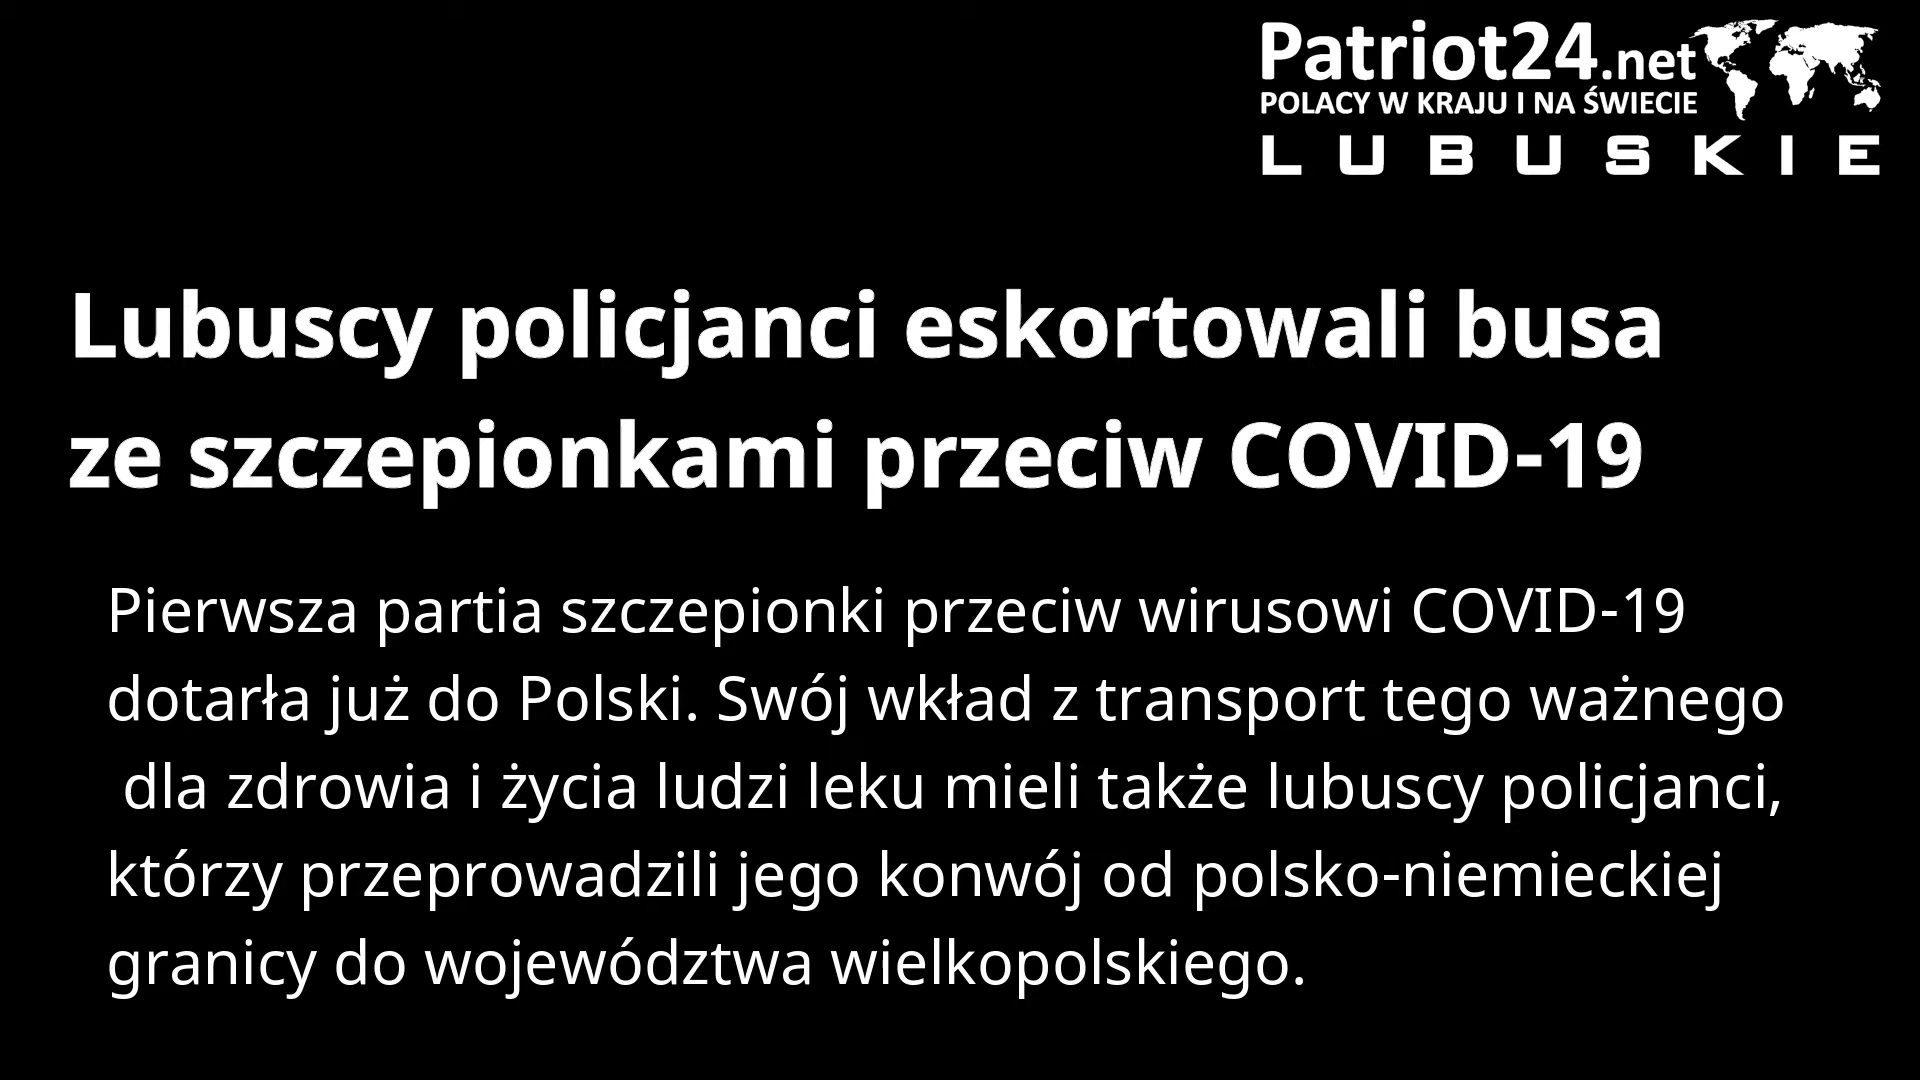 Patriot24.net
POLACY W KRAJU I NA ŚWIECIE
LUBUSKIE
Lubuscy policjanci eskortowali busa
ze szczepionkami przeciw COVID-19
Pierwsza partia szczepionki przeciw wirusowi COVID-19
dotarła już do Polski. Swój wkład z transport tego ważnego
dla zdrowia i życia ludzi leku mieli także lubuscy policjanci,
którzy przeprowadzili jego konwój od polsko-niemieckiej
granicy do województwa wielkopolskiego.